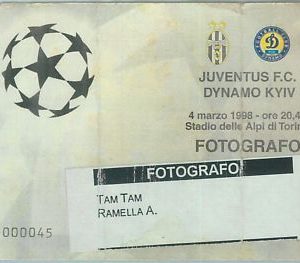 JUVENTUS F.C.
DYNAMO KYIV
4 marzo 1998 - ore 20,4
Stadio delle Alpi di Torin
FOTOGRAFO
FOTOGRAFO
TAM TAM
RAMELLA A.
000045